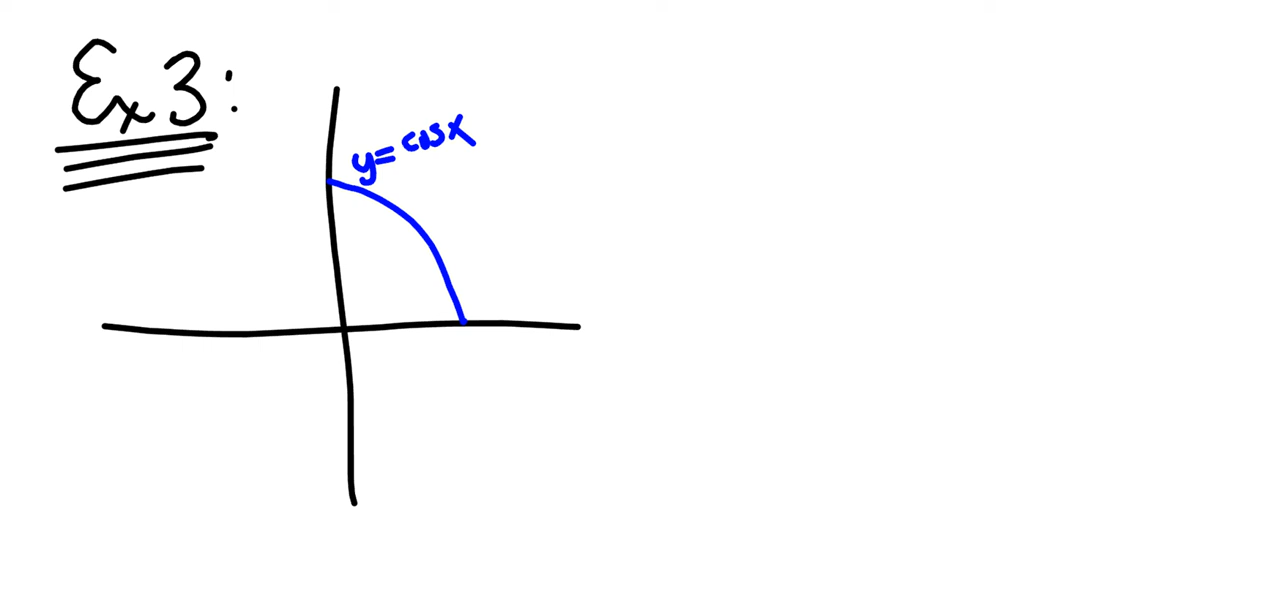 Ex 3:
y = cos x